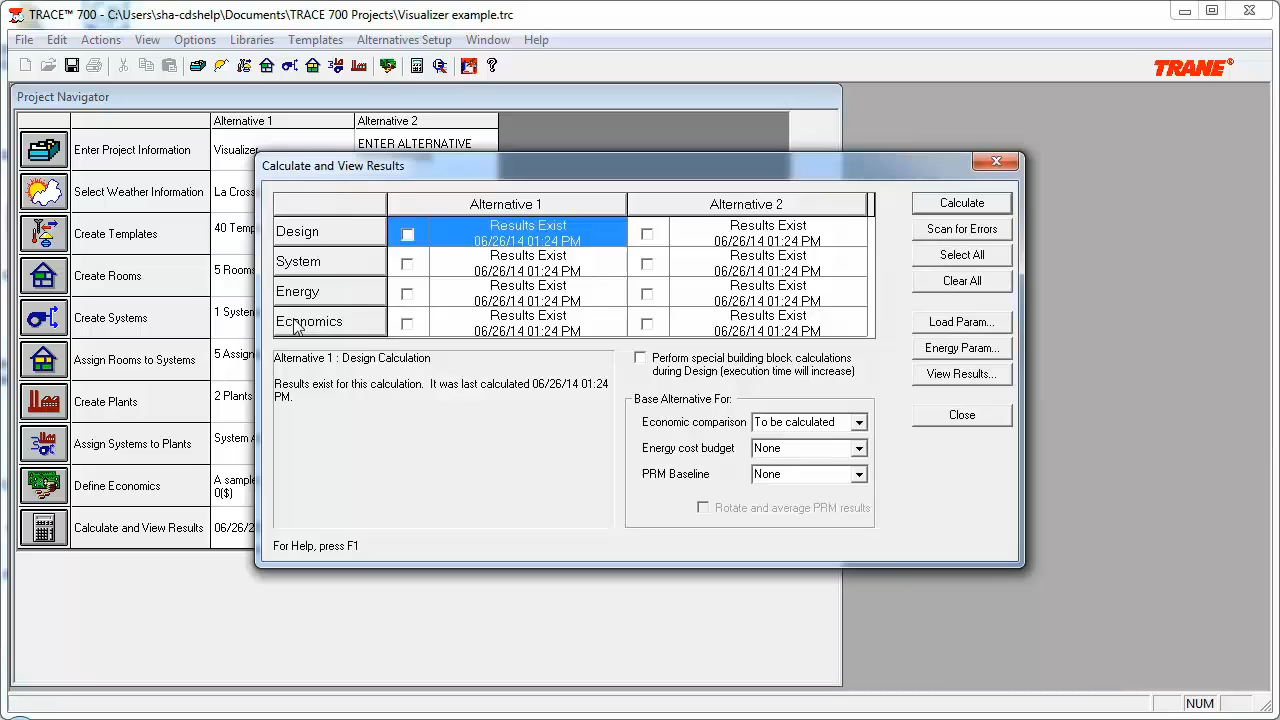 TRACE™ 700 - C:\Users\sha-cdshelp\Documents\TRACE 700 Projects\Visualizer example.trc
File Edit Actions View Options Libraries Templates Alternatives Setup Window Help
TRANE®
Project Navigator
Alternative 1 Alternative 2
Enter Project Information Visualizer ENTER ALTERNATIVE
Select Weather Information La Cross
Create Templates 40 Temp
Create Rooms 5 Rooms
Create Systems 1 System
Assign Rooms to Systems 5 Assign
Create Plants 2 Plants
Assign Systems to Plants System A
Define Economics A sample
0($)
Calculate and View Results 06/26/2
Calculate and View Results
Alternative 1 Alternative 2
Design Results Exist Results Exist
06/26/14 01:24 PM 06/26/14 01:24 PM
System Results Exist Results Exist
06/26/14 01:24 PM 06/26/14 01:24 PM
Energy Results Exist Results Exist
06/26/14 01:24 PM 06/26/14 01:24 PM
Economics Results Exist Results Exist
06/26/14 01:24 PM 06/26/14 01:24 PM
Calculate
Scan for Errors
Select All
Clear All
Load Param...
Energy Param...
View Results...
Close
Alternative 1 : Design Calculation
Results exist for this calculation. It was last calculated 06/26/14 01:24
PM.
Perform special building block calculations
during Design (execution time will increase)
Base Alternative For:
Economic comparison To be calculated
Energy cost budget None
PRM Baseline None
Rotate and average PRM results
For Help, press F1
NUM